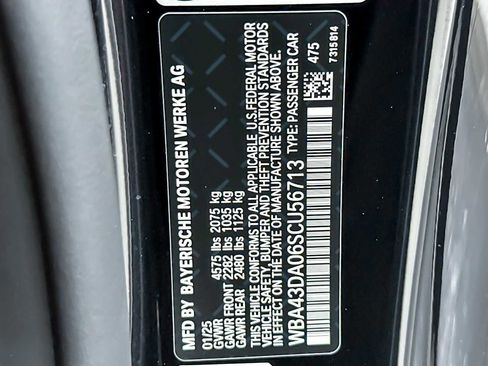 MFD BY BAYERISCHE MOTOREN WERKE AG
01/25
GVWR 4575 lbs 2075 kg
GAWR FRONT 2282 lbs 1035 kg
GAWR REAR 2480 lbs 1125 kg
THIS VEHICLE CONFORMS TO ALL APPLICABLE U.S. FEDERAL MOTOR
VEHICLE SAFETY, BUMPER AND THEFT PREVENTION STANDARDS
IN EFFECT ON THE DATE OF MANUFACTURE SHOWN ABOVE.
WBA43DA06SCU56713 TYPE: PASSENGER CAR
475
7 315 814